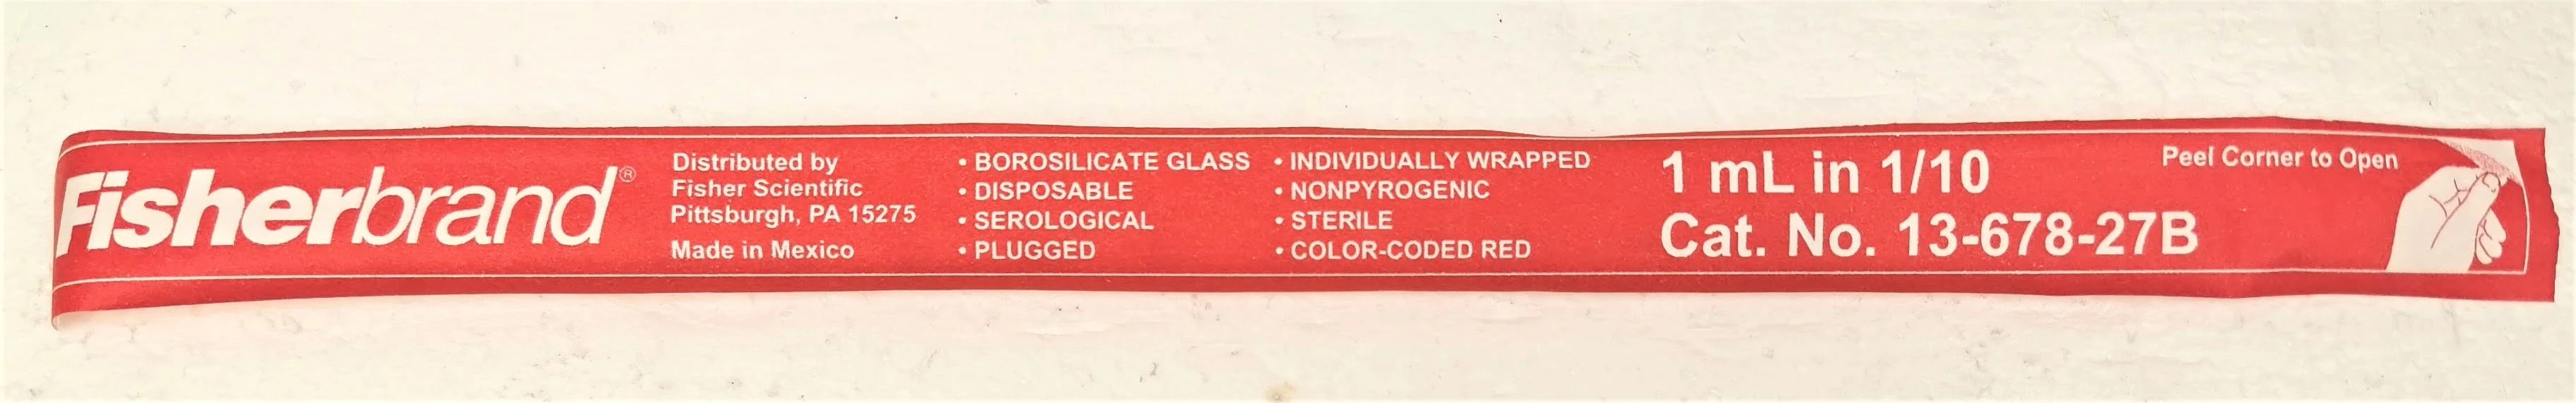 Fisherbrand®
Distributed by
Fisher Scientific
Pittsburgh, PA 15275
Made in Mexico
• BOROSILICATE GLASS
• DISPOSABLE
• SEROLOGICAL
• PLUGGED
• INDIVIDUALLY WRAPPED
• NONPYROGENIC
• STERILE
• COLOR-CODED RED
1 mL in 1/10
Cat. No. 13-678-27B
Peel Corner to Open